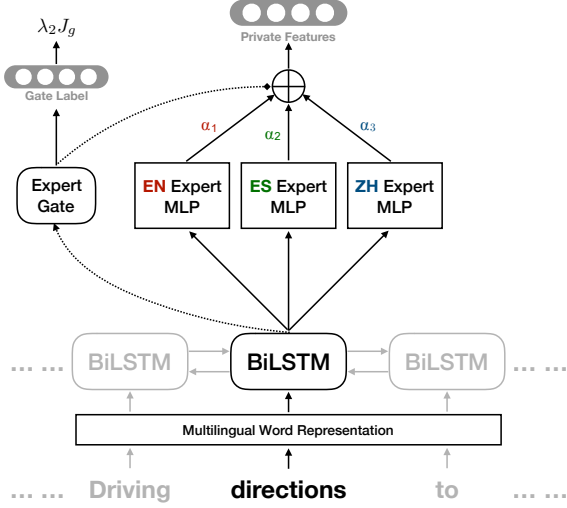 λ₂J_g
Private Features
Gate Label
α₁
α₂
α₃
Expert
Gate
EN Expert
MLP
ES Expert
MLP
ZH Expert
MLP
... ...
BiLSTM
BiLSTM
BiLSTM
... ...
Multilingual Word Representation
... ...
Driving
directions
to
... ...